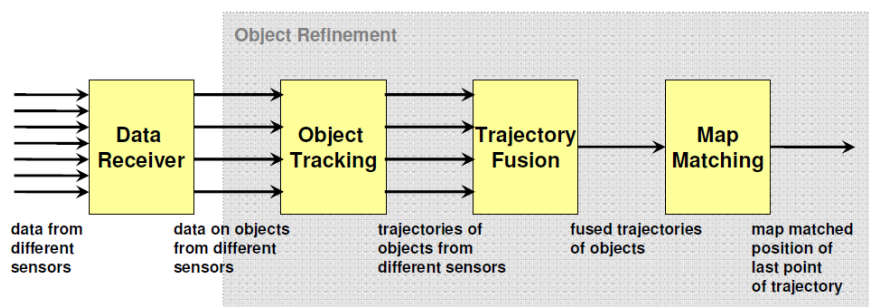 Object Refinement
Data
Receiver
Object
Tracking
Trajectory
Fusion
Map
Matching
data from
different
sensors
data on objects
from different
sensors
trajectories of
objects from
different sensors
fused trajectories
of objects
map matched
position of
last point
of trajectory